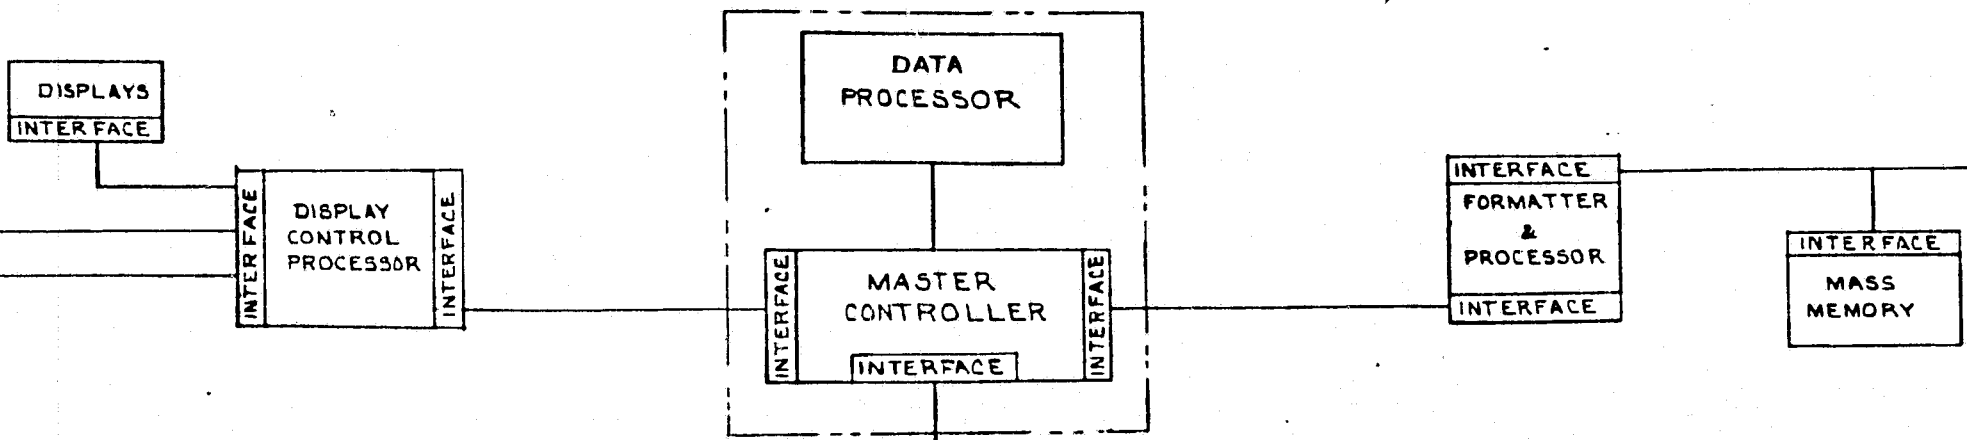 DISPLAYS
INTERFACE
INTERFACE
DISPLAY
CONTROL
PROCESSOR
INTERFACE
DATA
PROCESSOR
INTERFACE
MASTER
CONTROLLER
INTERFACE
INTERFACE
INTERFACE
FORMATTER
&
PROCESSOR
INTERFACE
INTERFACE
MASS
MEMORY